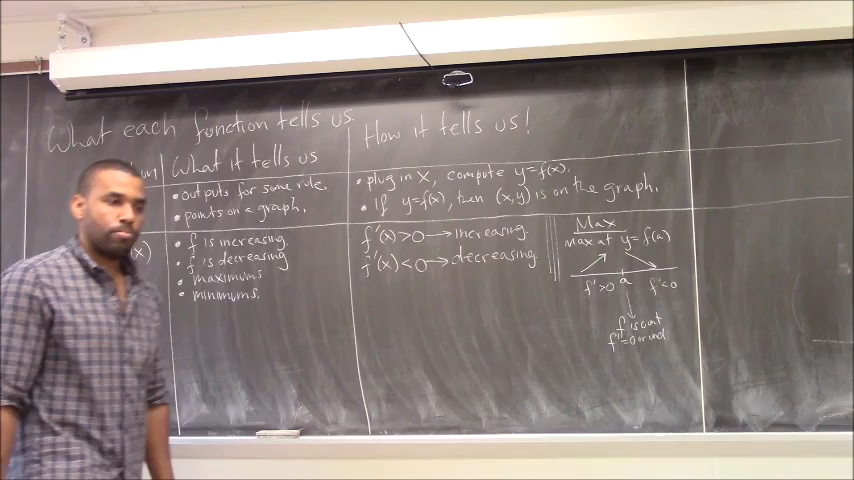 What each function tells us.
What it tells us
How it tells us!
• outputs for some rule.
• points on a graph.
• plug in x, compute y=f(x).
• if y=f(x), then (x,y) is on the graph.
(x)
• f is increasing.
• f is decreasing
• maximums
• minimums.
f'(x)>0 → increasing.
f'(x)<0 → decreasing.
Max
max at y=f(a)
f'>0 a f'<0
f is cont
f'=0 or und